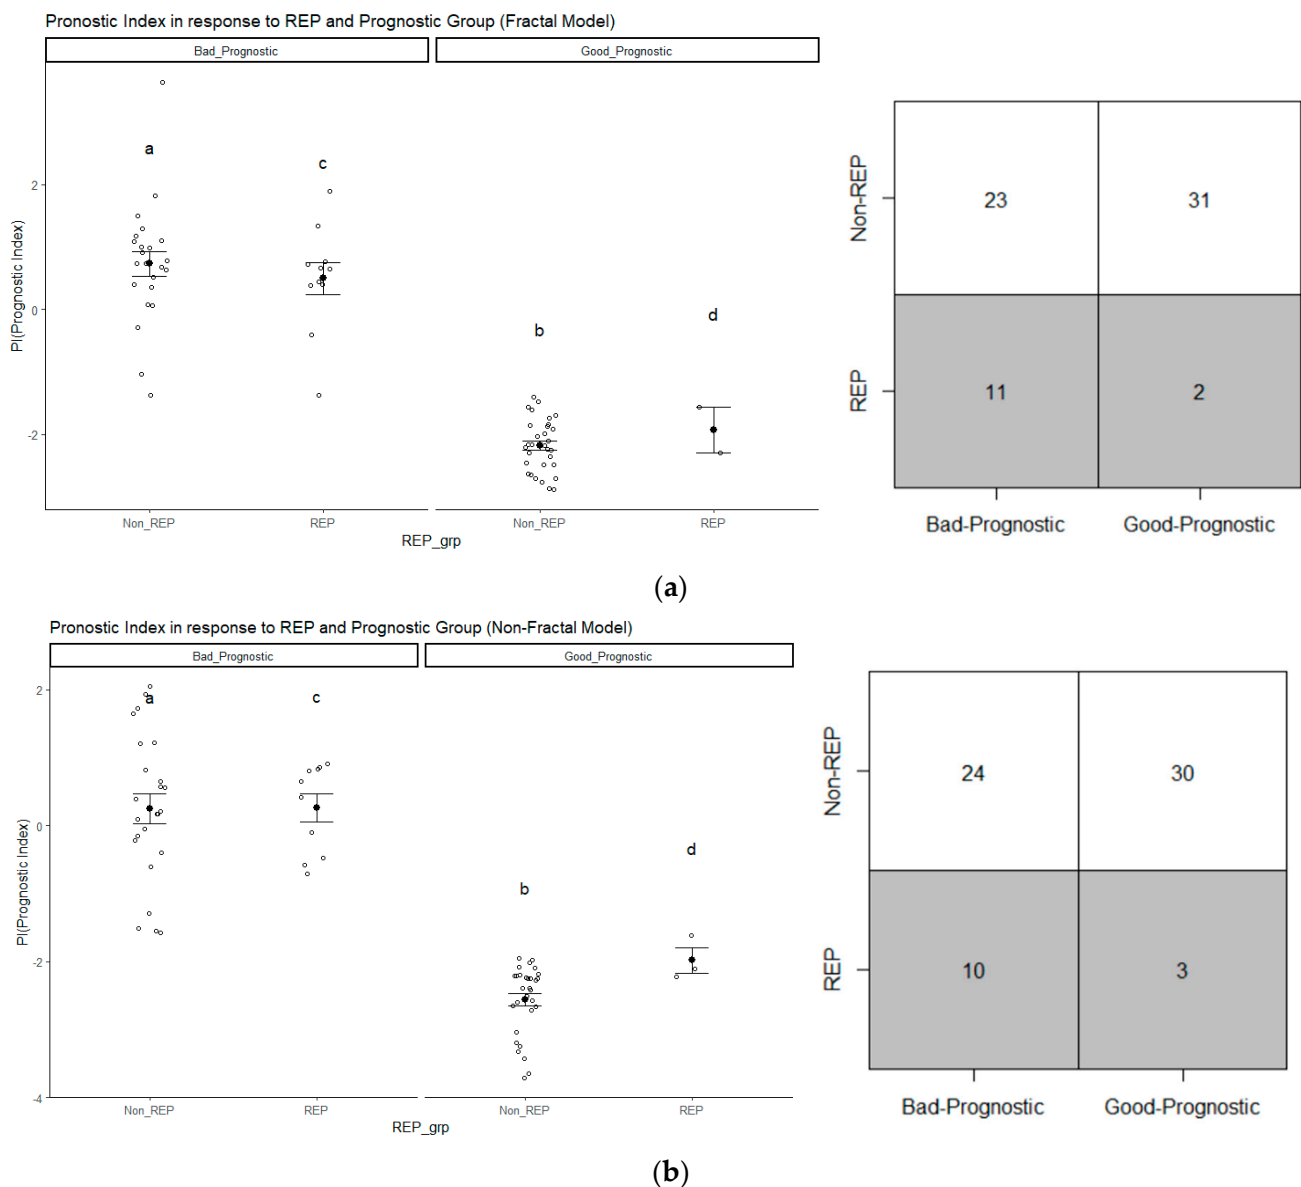 Pronostic Index in response to REP and Prognostic Group (Fractal Model)
Bad_Prognostic
Good_Prognostic
PI(Prognostic Index)
2
0
-2
a
c
b
d
Non_REP
REP
Non_REP
REP
REP_grp
Non-REP
REP
23
31
11
2
Bad-Prognostic
Good-Prognostic
(a)
Pronostic Index in response to REP and Prognostic Group (Non-Fractal Model)
Bad_Prognostic
Good_Prognostic
PI(Prognostic Index)
2
0
-2
-4
a
c
b
d
Non_REP
REP
Non_REP
REP
REP_grp
Non-REP
REP
24
30
10
3
Bad-Prognostic
Good-Prognostic
(b)